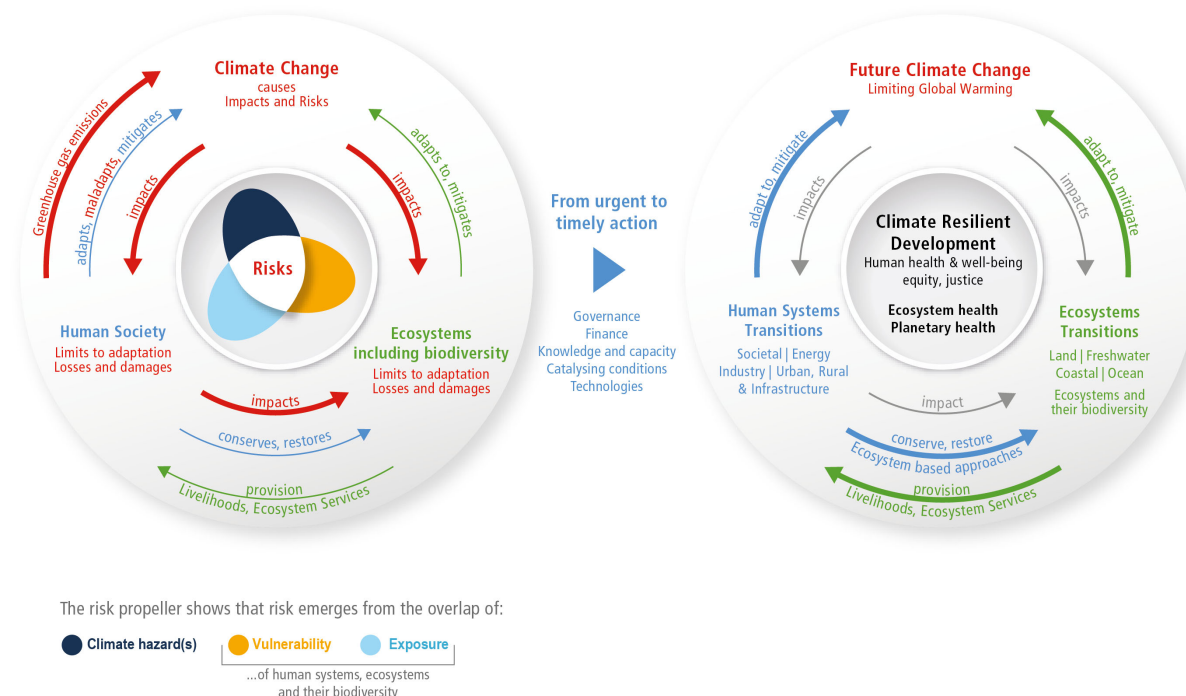 Climate Change
causes
Impacts and Risks
Greenhouse gas emissions
adapts, maladapts, mitigates
impacts
impacts
adapts to, mitigates
Risks
Human Society
Limits to adaptation
Losses and damages
Ecosystems
including biodiversity
Limits to adaptation
Losses and damages
impacts
conserves, restores
provision
Livelihoods, Ecosystem Services
From urgent to
timely action
Governance
Finance
Knowledge and capacity
Catalysing conditions
Technologies
Future Climate Change
Limiting Global Warming
adapt to, mitigate
impacts
impacts
adapt to, mitigate
Climate Resilient
Development
Human health & well-being
equity, justice
Ecosystem health
Planetary health
Human Systems
Transitions
Societal | Energy
Industry | Urban, Rural
& Infrastructure
Ecosystems
Transitions
Land | Freshwater
Coastal | Ocean
Ecosystems and
their biodiversity
impact
conserve, restore
Ecosystem based approaches
provision
Livelihoods, Ecosystem Services
The risk propeller shows that risk emerges from the overlap of:
Climate hazard(s)
Vulnerability
Exposure
...of human systems, ecosystems
and their biodiversity